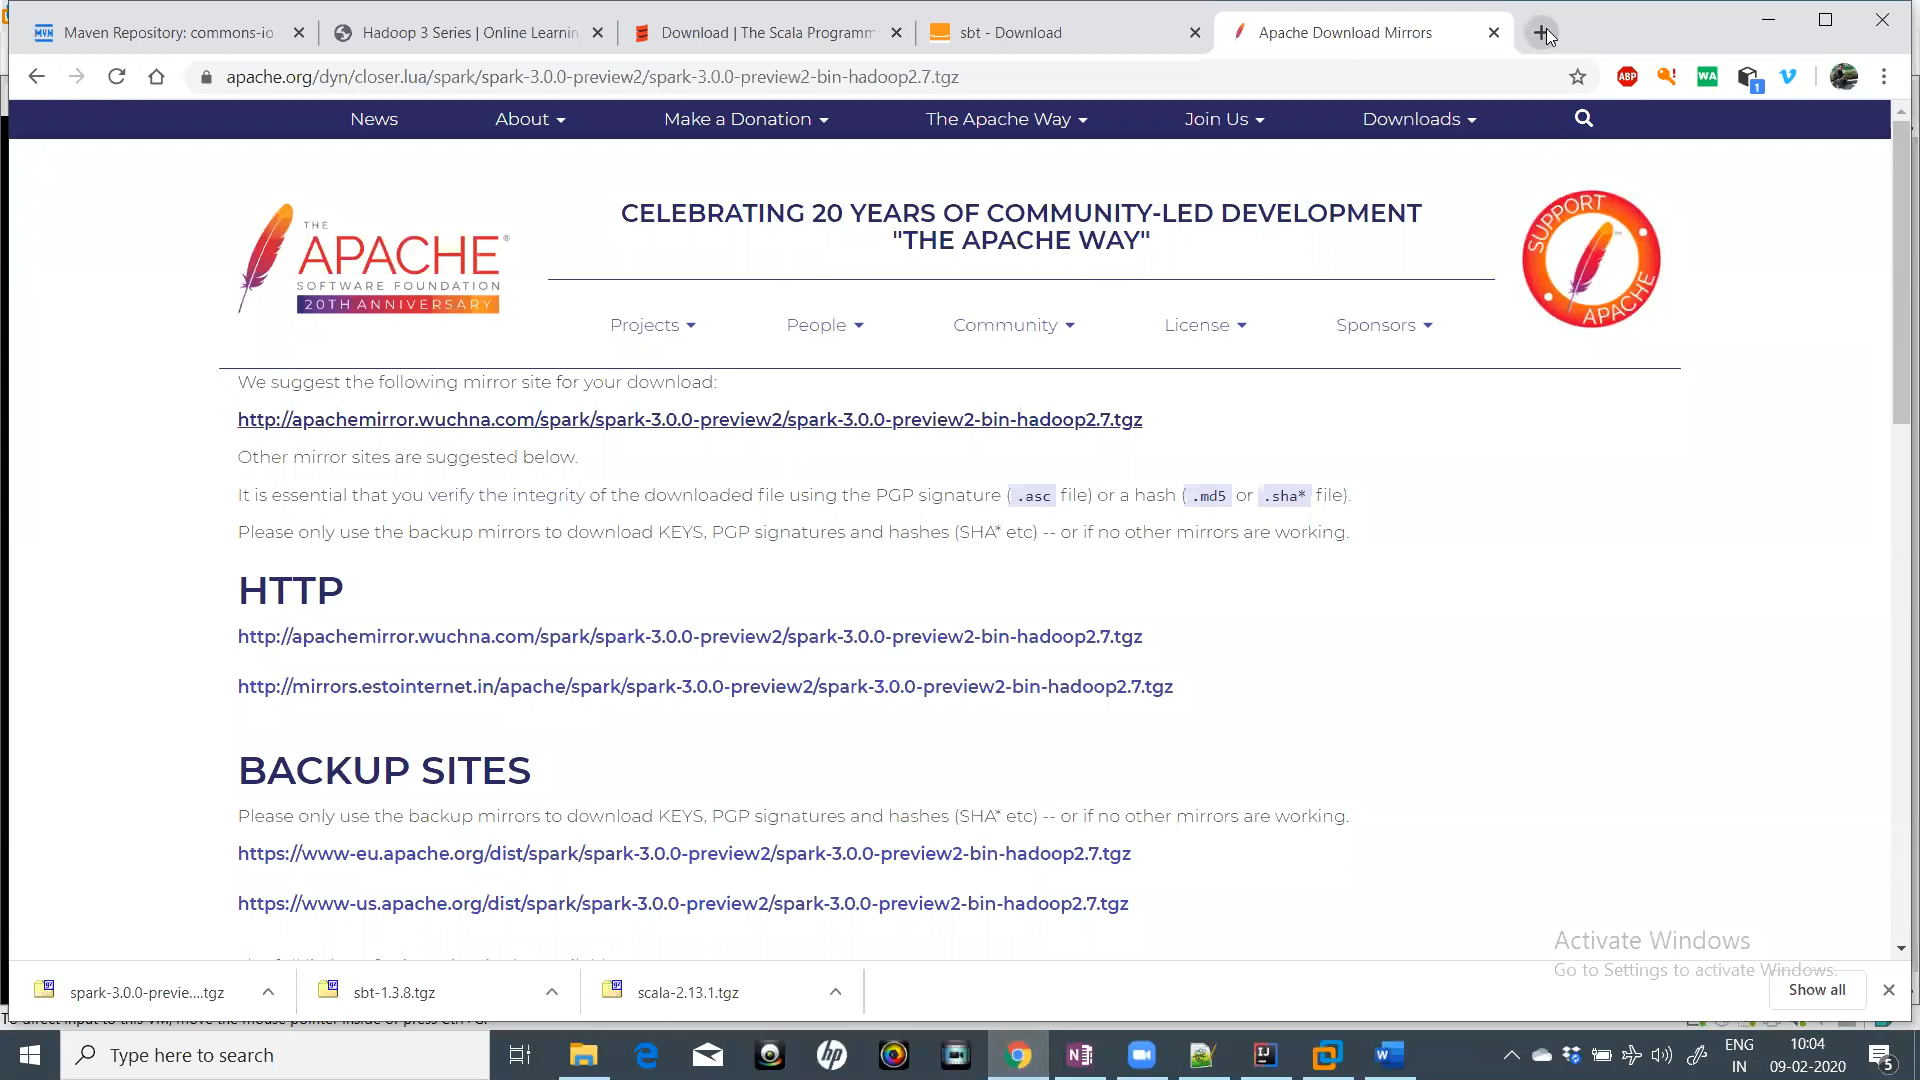 Maven Repository: commons-io
Hadoop 3 Series | Online Learnin
Download | The Scala Programm
sbt - Download
Apache Download Mirrors
apache.org/dyn/closer.lua/spark/spark-3.0.0-preview2/spark-3.0.0-preview2-bin-hadoop2.7.tgz
ABP
WA
1
News
About
Make a Donation
The Apache Way
Join Us
Downloads
THE
APACHE®
SOFTWARE FOUNDATION
20TH ANNIVERSARY
CELEBRATING 20 YEARS OF COMMUNITY-LED DEVELOPMENT
"THE APACHE WAY"
SUPPORT
APACHE
Projects
People
Community
License
Sponsors
We suggest the following mirror site for your download:
http://apachemirror.wuchna.com/spark/spark-3.0.0-preview2/spark-3.0.0-preview2-bin-hadoop2.7.tgz
Other mirror sites are suggested below.
It is essential that you verify the integrity of the downloaded file using the PGP signature ( .asc file) or a hash ( .md5 or .sha* file).
Please only use the backup mirrors to download KEYS, PGP signatures and hashes (SHA* etc) -- or if no other mirrors are working.
HTTP
http://apachemirror.wuchna.com/spark/spark-3.0.0-preview2/spark-3.0.0-preview2-bin-hadoop2.7.tgz
http://mirrors.estointernet.in/apache/spark/spark-3.0.0-preview2/spark-3.0.0-preview2-bin-hadoop2.7.tgz
BACKUP SITES
Please only use the backup mirrors to download KEYS, PGP signatures and hashes (SHA* etc) -- or if no other mirrors are working.
https://www-eu.apache.org/dist/spark/spark-3.0.0-preview2/spark-3.0.0-preview2-bin-hadoop2.7.tgz
https://www-us.apache.org/dist/spark/spark-3.0.0-preview2/spark-3.0.0-preview2-bin-hadoop2.7.tgz
Activate Windows
Go to Settings to activate Windows.
spark-3.0.0-previe....tgz
sbt-1.3.8.tgz
scala-2.13.1.tgz
Show all
Type here to search
ENG
IN
10:04
09-02-2020
5